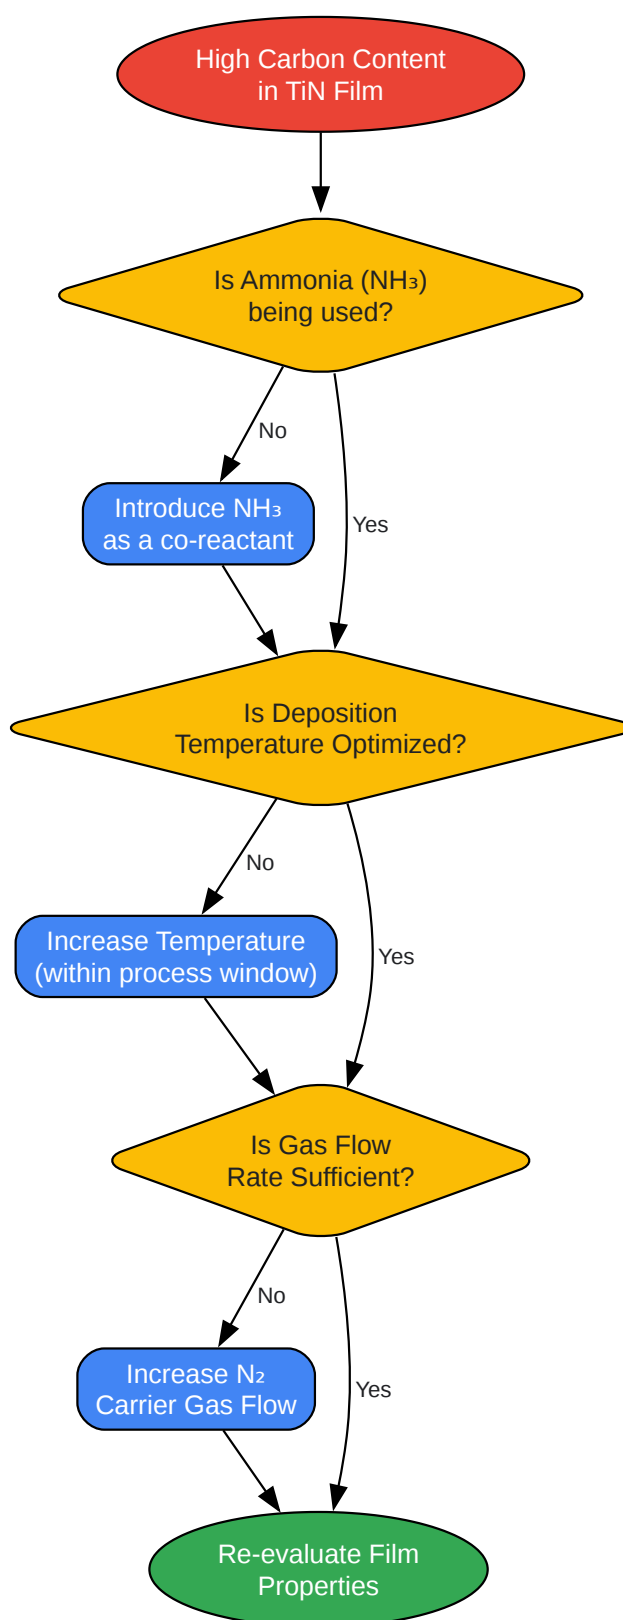 High Carbon Content
in TiN Film
Is Ammonia (NH₃)
being used?
No
Introduce NH₃
as a co-reactant
Yes
Is Deposition
Temperature Optimized?
No
Increase Temperature
(within process window)
Yes
Is Gas Flow
Rate Sufficient?
No
Increase N₂
Carrier Gas Flow
Yes
Re-evaluate Film
Properties